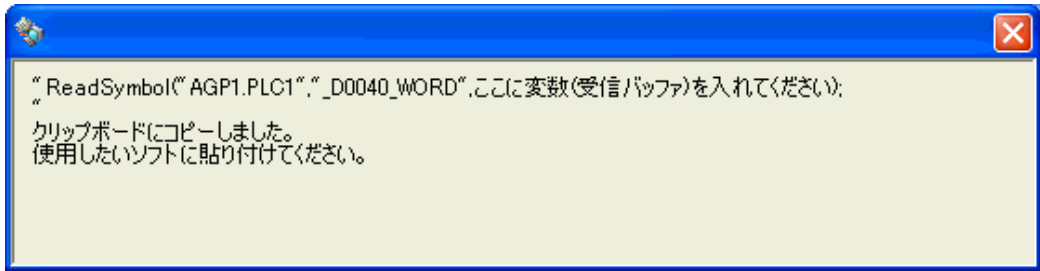 "ReadSymbol("AGP1.PLC1","_D0040_WORD",ここに変数(受信バッファ)を入れてください);
"
クリップボードにコピーしました。
使用したいソフトに貼り付けてください。